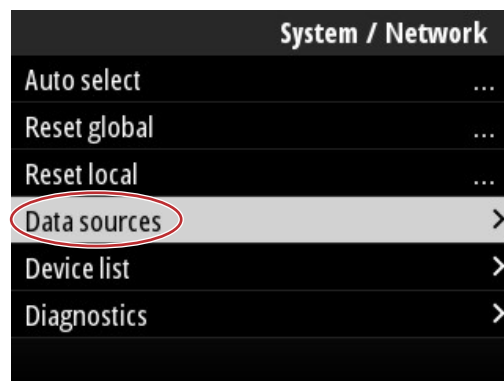 System / Network
Auto select ...
Reset global ...
Reset local ...
Data sources >
Device list >
Diagnostics >